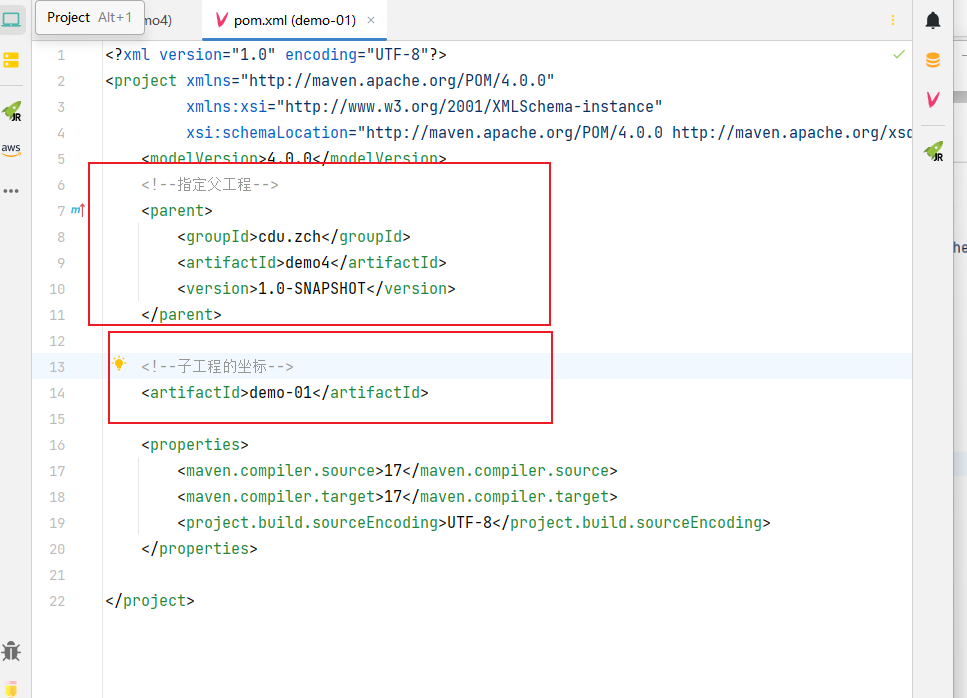 Project Alt+1
mo4)
pom.xml (demo-01) ×
1 <?xml version="1.0" encoding="UTF-8"?>
2 <project xmlns="http://maven.apache.org/POM/4.0.0"
3 xmlns:xsi="http://www.w3.org/2001/XMLSchema-instance"
4 xsi:schemaLocation="http://maven.apache.org/POM/4.0.0 http://maven.apache.org/xsd
5 <modelVersion>4.0.0</modelVersion>
6 <!--指定父工程-->
7 <parent>
8 <groupId>cdu.zch</groupId>
9 <artifactId>demo4</artifactId>
10 <version>1.0-SNAPSHOT</version>
11 </parent>
12
13 <!--子工程的坐标-->
14 <artifactId>demo-01</artifactId>
15
16 <properties>
17 <maven.compiler.source>17</maven.compiler.source>
18 <maven.compiler.target>17</maven.compiler.target>
19 <project.build.sourceEncoding>UTF-8</project.build.sourceEncoding>
20 </properties>
21
22 </project>
JR
aws
m
JR
he